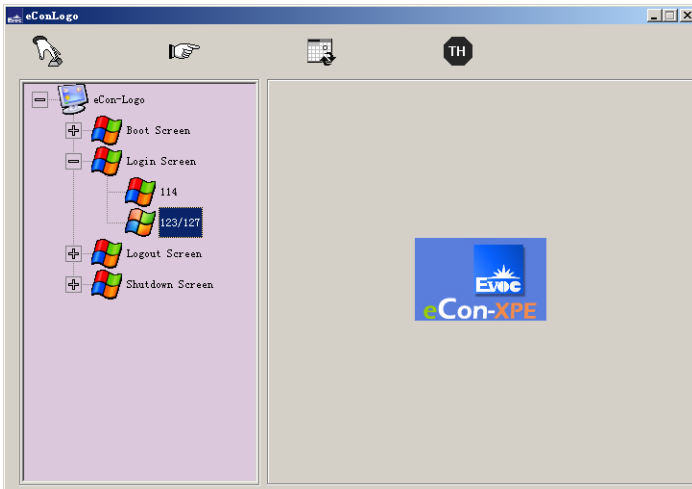 eConLogo
TH
eCon-Logo
Boot Screen
Login Screen
114
123/127
Logout Screen
Shutdown Screen
Evoc
eCon-XPE